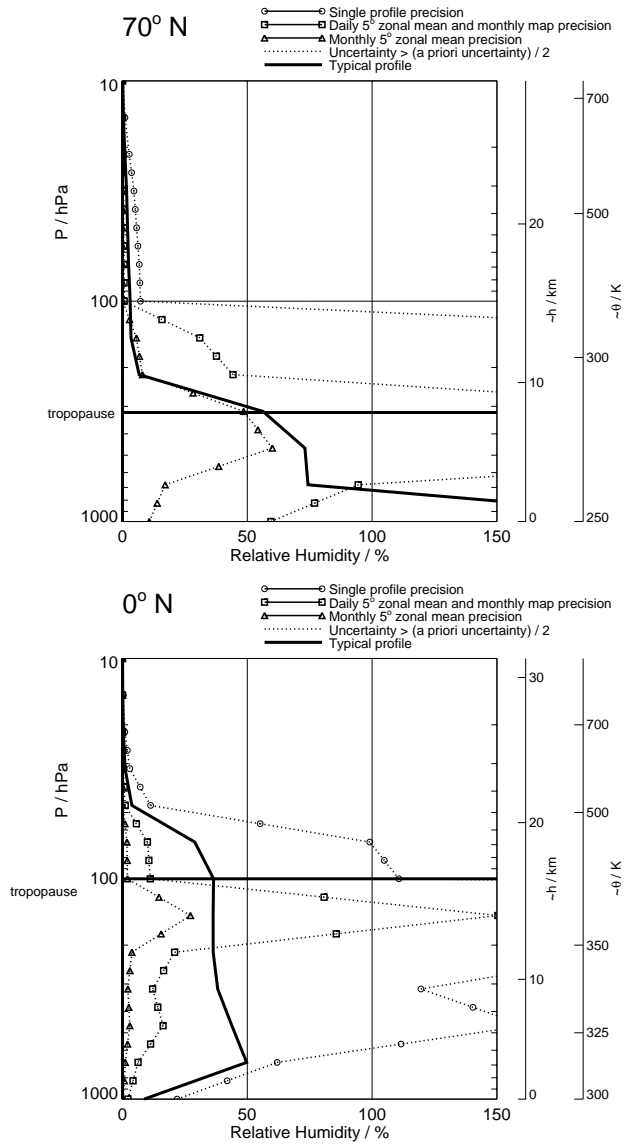 70° N
Single profile precision
Daily 5° zonal mean and monthly map precision
Monthly 5° zonal mean precision
Uncertainty > (a priori uncertainty) / 2
Typical profile
10
100
1000
P / hPa
tropopause
0 50 100 150
Relative Humidity / %
20
10
0
~h / km
700
500
300
250
~θ / K
0° N
Single profile precision
Daily 5° zonal mean and monthly map precision
Monthly 5° zonal mean precision
Uncertainty > (a priori uncertainty) / 2
Typical profile
10
100
1000
P / hPa
tropopause
0 50 100 150
Relative Humidity / %
30
20
10
0
~h / km
700
500
350
325
300
~θ / K